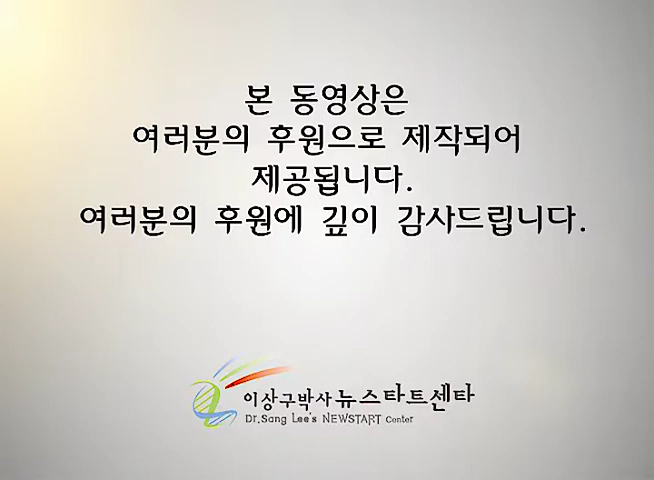 본 동영상은
여러분의 후원으로 제작되어
제공됩니다.
여러분의 후원에 깊이 감사드립니다.
이상구박사 뉴스타트센타
Dr.Sang Lee's NEWSTART Center